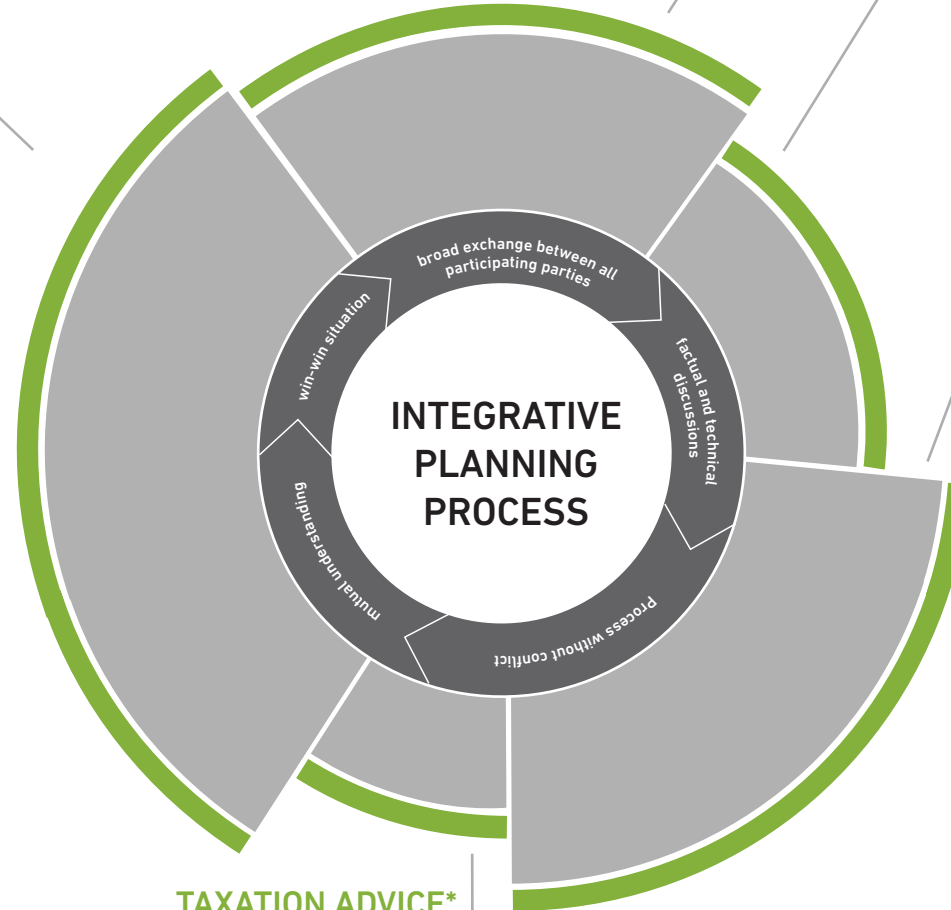 broad exchange between all
participating parties
factual and technical
discussions
Process without conflict
mutual understanding
win-win situation
INTEGRATIVE
PLANNING
PROCESS
TAXATION ADVICE*